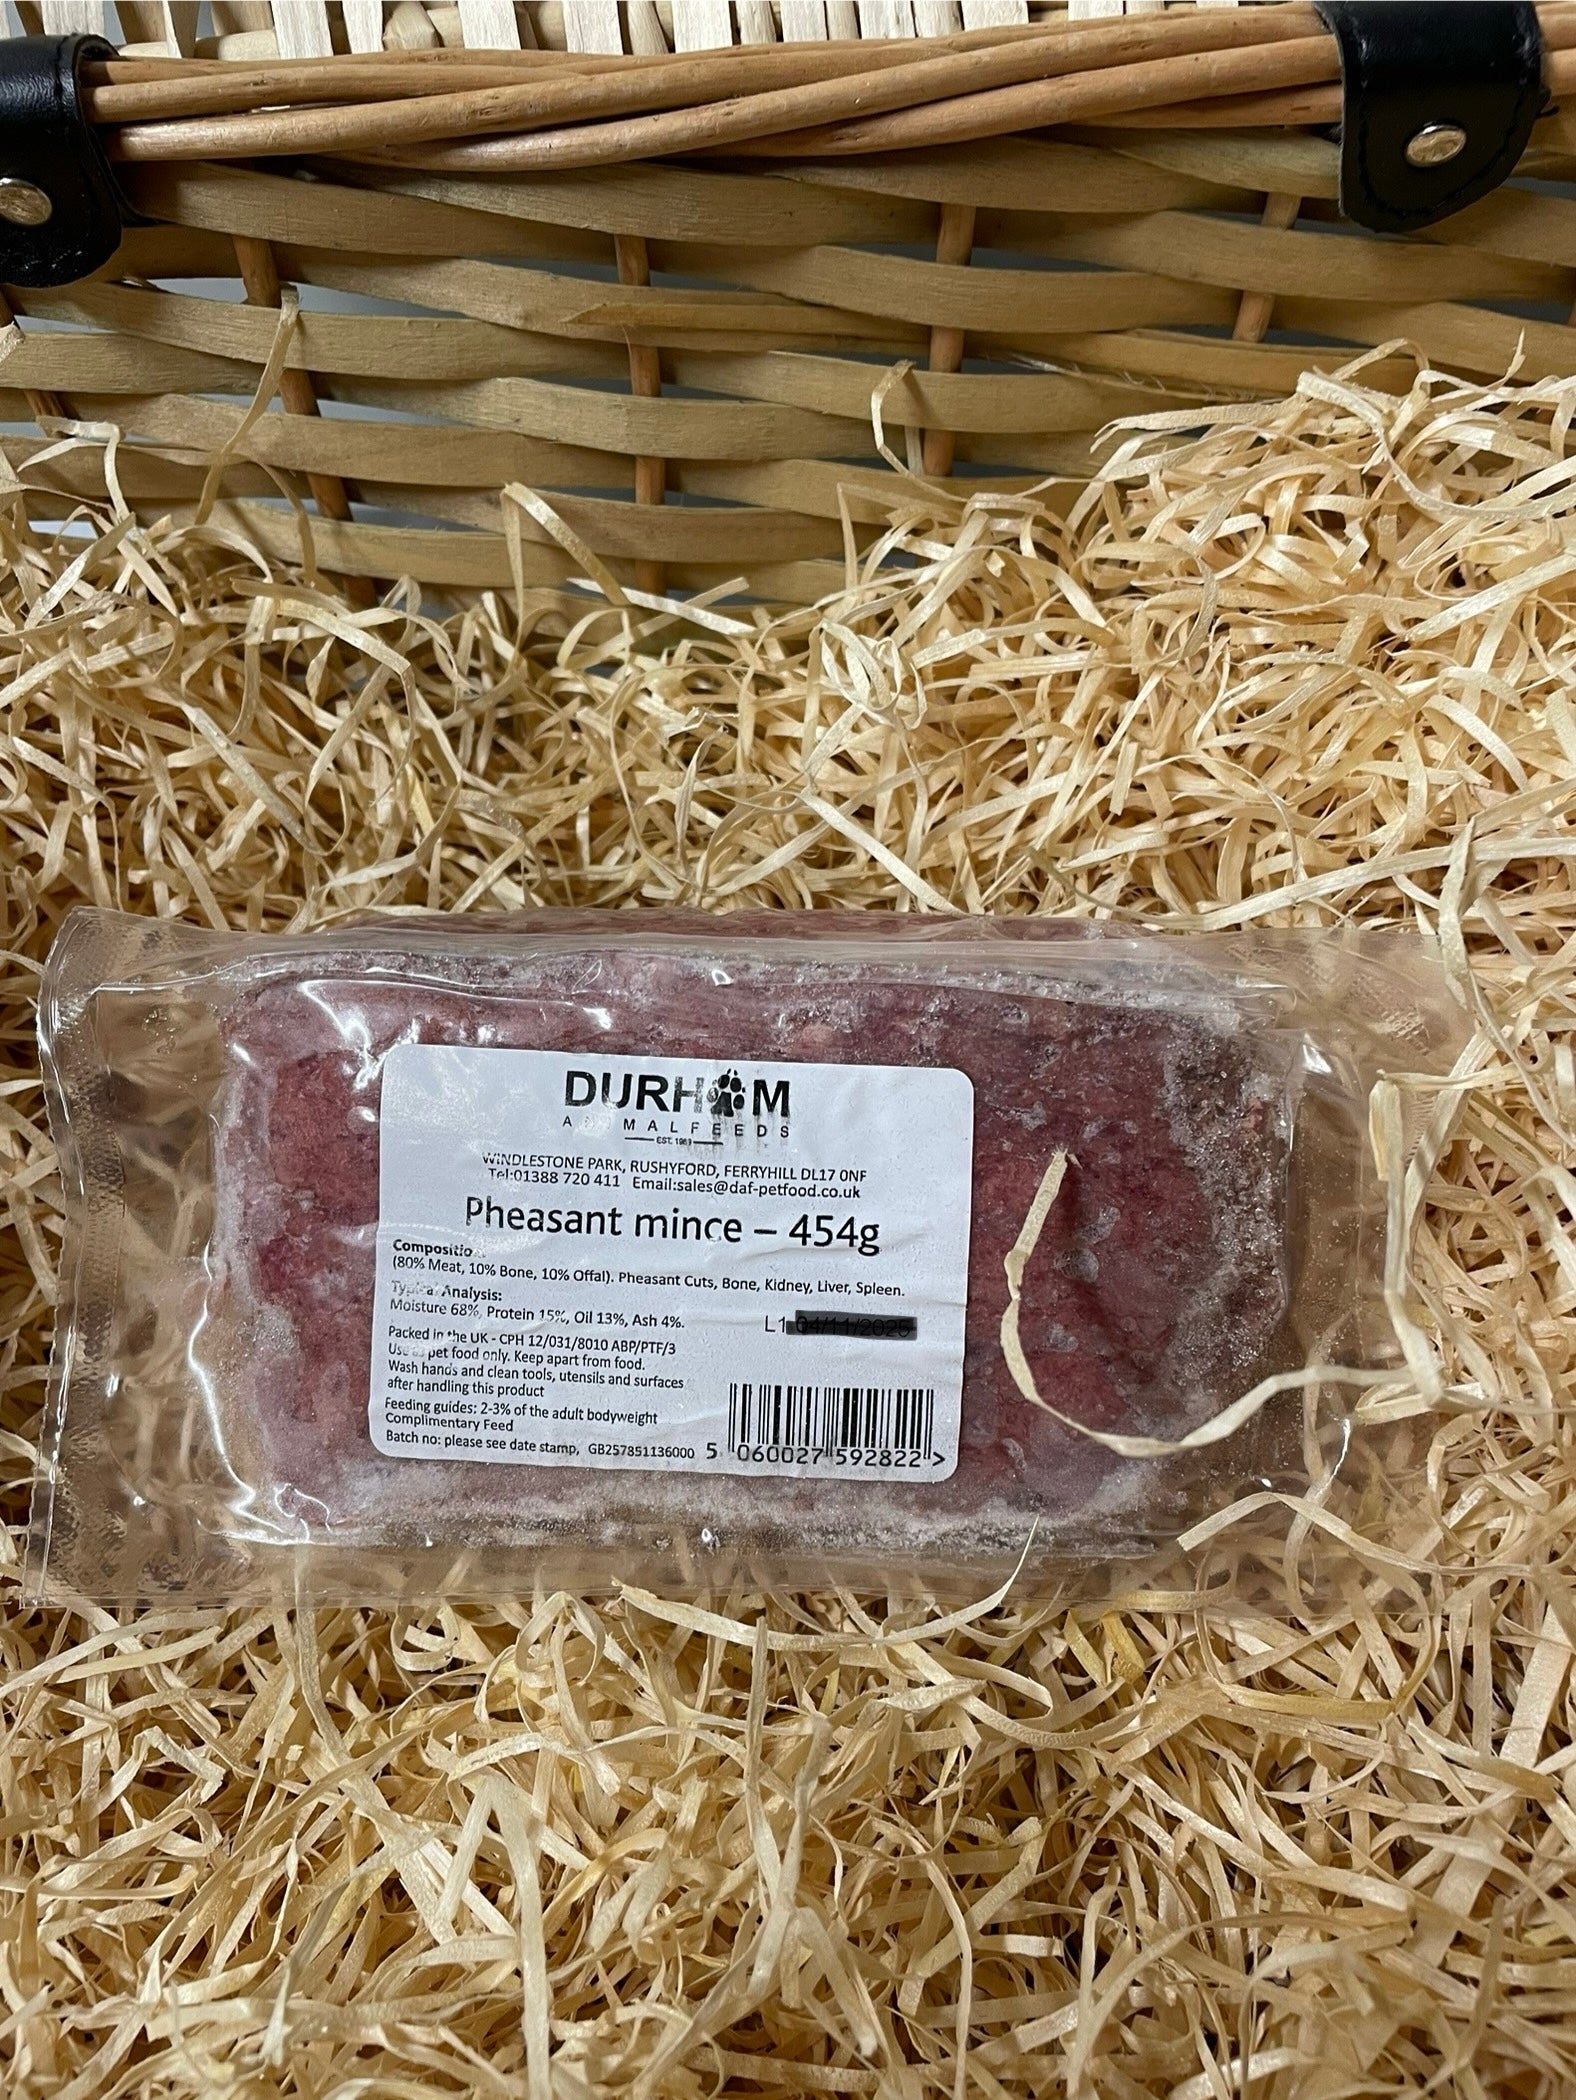 DURHAM
ANIMALFEEDS
EST. 1963
WINDLESTONE PARK, RUSHYFORD, FERRYHILL DL17 0NF
Tel:01388 720 411 Email:sales@daf-petfood.co.uk
Pheasant mince – 454g
Composition:
(80% Meat, 10% Bone, 10% Offal). Pheasant Cuts, Bone, Kidney, Liver, Spleen.
Typical Analysis:
Moisture 68%, Protein 15%, Oil 13%, Ash 4%.
L1 04/11/2025
Packed in the UK - CPH 12/031/8010 ABP/PTF/3
Use as pet food only. Keep apart from food.
Wash hands and clean tools, utensils and surfaces
after handling this product
Feeding guides: 2-3% of the adult bodyweight
Complimentary Feed
Batch no: please see date stamp, GB257851136000
5 060027 592822 >